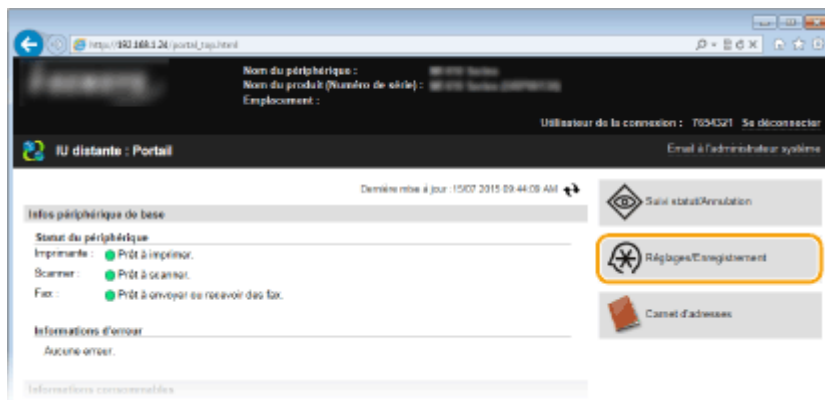 http://192.168.1.24/portal_top.html
Nom du périphérique :
Nom du produit (Numéro de série) :
Emplacement :
Utilisateur de la connexion : 7654321 Se déconnecter
IU distante : Portail
Email à l'administrateur système
Dernière mise à jour :15/07 2015 09:44:09 AM
Infos périphérique de base
Statut du périphérique
Imprimante : Prêt à imprimer.
Scanner : Prêt à scanner.
Fax : Prêt à envoyer ou recevoir des fax.
Informations d'erreur
Aucune erreur.
Informations consommables
Suivi statut/Annulation
Réglages/Enregistrement
Carnet d'adresses